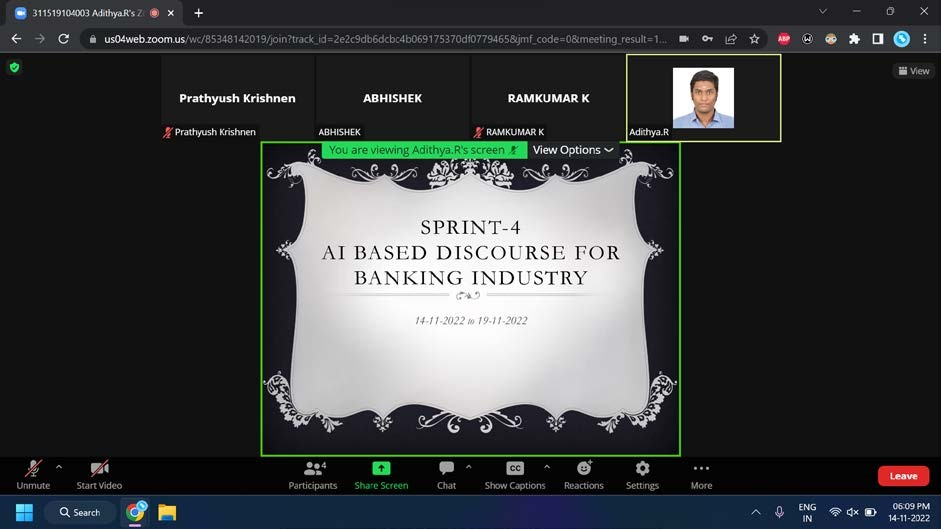 311519104003 Adithya.R's Z
us04web.zoom.us/wc/85348142019/join?track_id=2e2c9db6dcbc4b069175370df0779465&jmf_code=0&meeting_result=1...
ABP
View
Prathyush Krishnen
ABHISHEK
RAMKUMAR K
Prathyush Krishnen
ABHISHEK
RAMKUMAR K
Adithya.R
You are viewing Adithya.R's screen
View Options
SPRINT-4
AI BASED DISCOURSE FOR
BANKING INDUSTRY
14-11-2022 to 19-11-2022
4
CC
Unmute
Start Video
Participants
Share Screen
Chat
Show Captions
Reactions
Settings
More
Leave
Search
ENG
IN
06:09 PM
14-11-2022